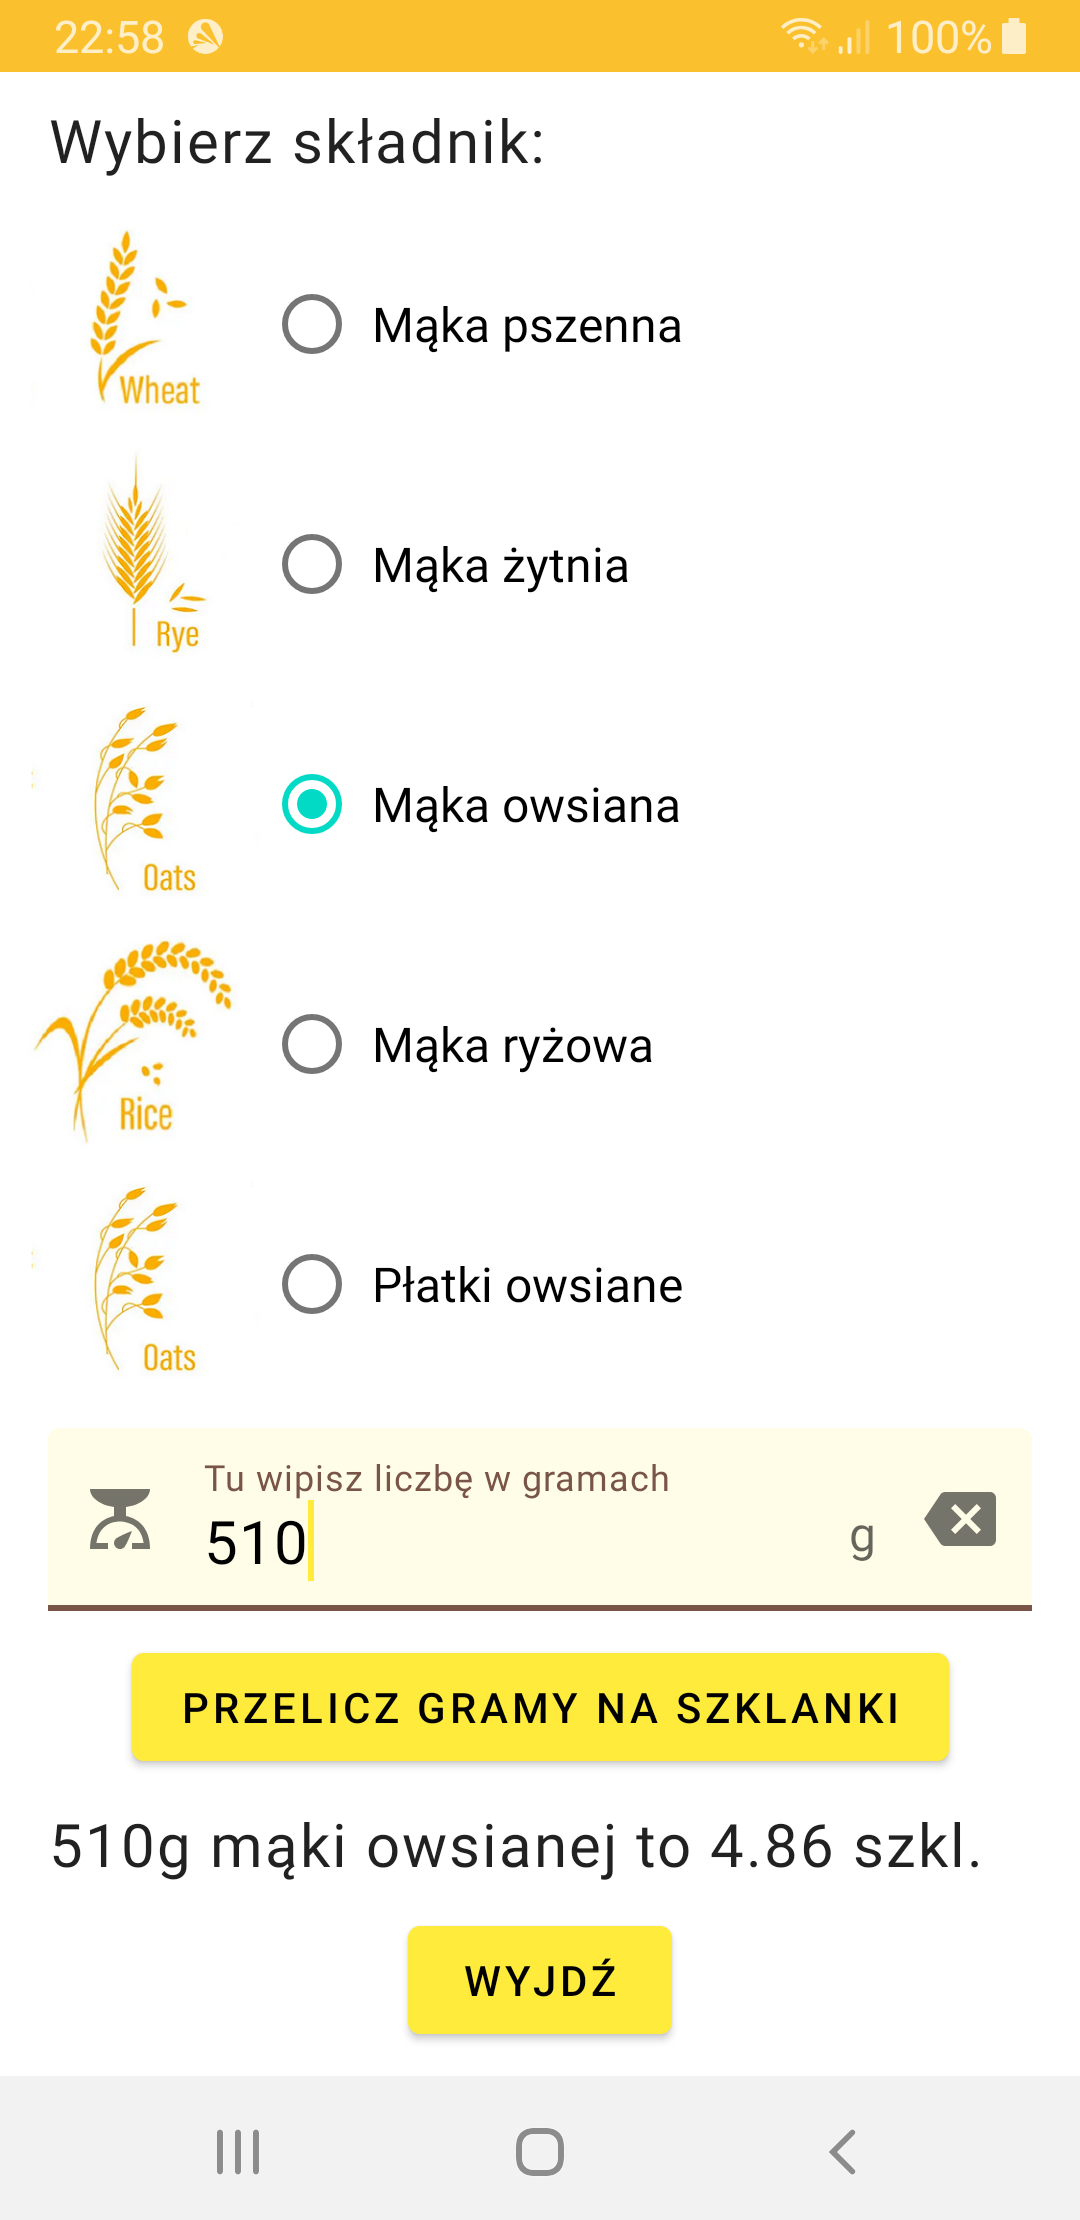 22:58 100%
Wybierz składnik:
Wheat
Mąka pszenna
Rye
Mąka żytnia
Oats
Mąka owsiana
Rice
Mąka ryżowa
Oats
Płatki owsiane
Tu wipisz liczbę w gramach
510 g
PRZELICZ GRAMY NA SZKLANKI
510g mąki owsianej to 4.86 szkl.
WYJDŹ